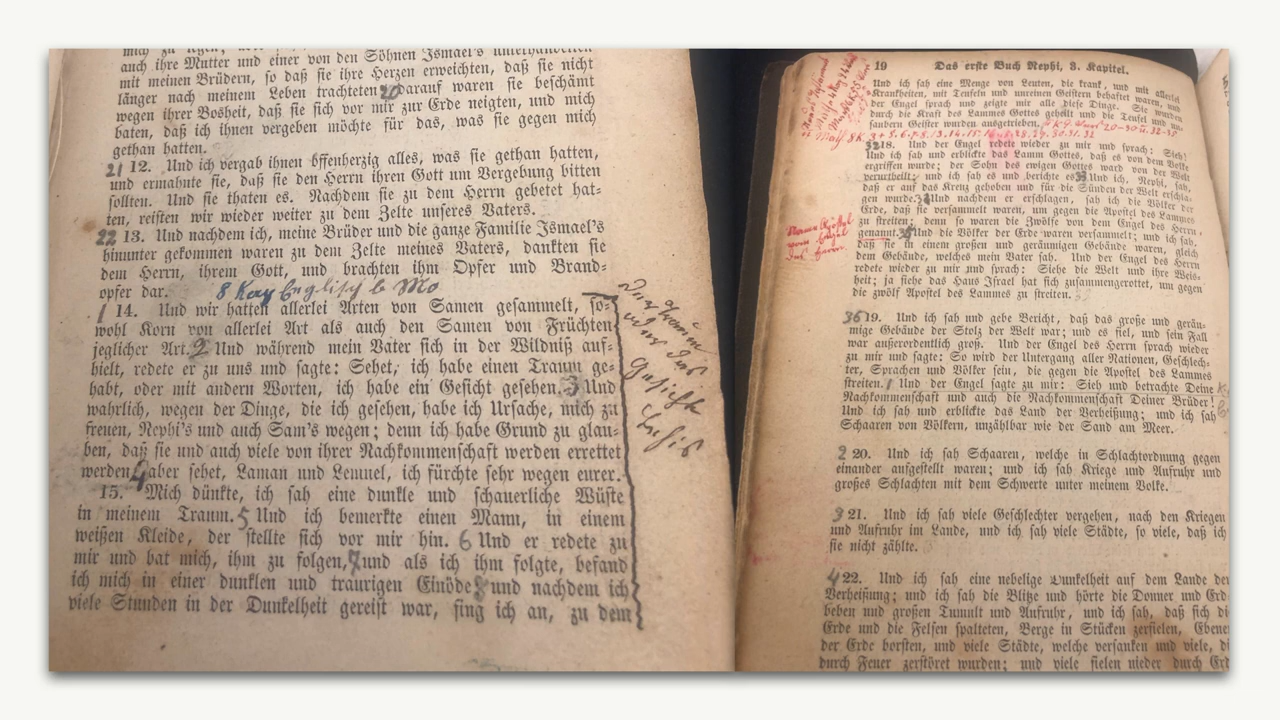 auch ihre Mutter und einer von den Söhnen Ismael's unterhandelten
mit meinen Brüdern, so daß sie ihre Herzen erweichten, daß sie nicht
länger nach meinem Leben trachteten 20 darauf waren sie beschämt
wegen ihrer Bosheit, daß sie sich vor mir zur Erde neigten, und mich
baten, daß ich ihnen vergeben möchte für das, was sie gegen mich
gethan hatten.
21 12. Und ich vergab ihnen offenherzig alles, was sie gethan hatten,
und ermahnte sie, daß sie den Herrn ihren Gott um Vergebung bitten
sollten. Und sie thaten es. Nachdem sie zu dem Herrn gebetet hat-
ten, reisten wir wieder weiter zu dem Zelte unseres Vaters.
22 13. Und nachdem ich, meine Brüder und die ganze Familie Ismael's
hinunter gekommen waren zu dem Zelte meines Vaters, dankten sie
dem Herrn, ihrem Gott, und brachten ihm Opfer und Brand-
opfer dar.
8 Kap Englisch b Mo
1 14. Und wir hatten allerlei Arten von Samen gesammelt, so-
wohl Korn von allerlei Art als auch den Samen von Früchten
jeglicher Art. 2 Und während mein Vater sich in der Wildniß auf-
hielt, redete er zu uns und sagte: Sehet, ich habe einen Traum ge-
habt, oder mit andern Worten, ich habe ein Gesicht gesehen. 3 Und
wahrlich, wegen der Dinge, die ich gesehen, habe ich Ursache, mich zu
freuen, Nephi's und auch Sam's wegen; denn ich habe Grund zu glau-
ben, daß sie und auch viele von ihrer Nachkommenschaft werden errettet
werden, 4 aber sehet, Laman und Lemuel, ich fürchte sehr wegen eurer.
15. Mich dünkte, ich sah eine dunkle und schauerliche Wüste
in meinem Traum. 5 Und ich bemerkte einen Mann, in einem
weißen Kleide, der stellte sich vor mir hin. 6 Und er redete zu
mir und bat mich, ihm zu folgen, 7 und als ich ihm folgte, befand
ich mich in einer dunklen und traurigen Einöde 8 und nachdem ich
viele Stunden in der Dunkelheit gereist war, fing ich an, zu dem
Der Traum
oder das
Gesicht
Lehis
19 Das erste Buch Nephi, 3. Kapitel.
Und ich sah eine Menge von Leuten, die krank, und mit allerlei
Krankheiten, mit Teufeln und unreinen Geistern behaftet waren, und
der Engel sprach und zeigte mir alle diese Dinge. Sie wurden
durch die Kraft des Lammes Gottes geheilt und die Teufel und un-
saubern Geister wurden ausgetrieben.
32 18. Und der Engel redete wieder zu mir und sprach: Sieh!
Und ich sah und erblickte das Lamm Gottes, daß es von dem Volke
ergriffen wurde; der Sohn des ewigen Gottes ward von der Welt
verurtheilt; und ich sah es und berichte es 33 Und ich, Nephi, sah,
daß er auf das Kreuz gehoben und für die Sünden der Welt erschla-
gen wurde. 34 Und nachdem er erschlagen, sah ich die Völker der
Erde, daß sie versammelt waren, um gegen die Apostel des Lammes
zu streiten; denn so waren die Zwölfe von dem Engel des Herrn
genannt. 35 Und die Völker der Erde waren versammelt; und ich sah,
daß sie in einem großen und geräumigen Gebäude waren, gleich
dem Gebäude, welches mein Vater sah. Und der Engel des Herrn
redete wieder zu mir und sprach: Siehe die Welt und ihre Weis-
heit; ja siehe das Haus Israel hat sich zusammengerottet, um gegen
die zwölf Apostel des Lammes zu streiten.
36 19. Und ich sah und gebe Bericht, daß das große und geräu-
mige Gebäude der Stolz der Welt war; und es fiel, und sein Fall
war außerordentlich groß. Und der Engel des Herrn sprach wieder
zu mir und sagte: So wird der Untergang aller Nationen, Geschlech-
ter, Sprachen und Völker sein, die gegen die Apostel des Lammes
streiten. 1 Und der Engel sagte zu mir: Sieh und betrachte Deine
Nachkommenschaft und auch die Nachkommenschaft Deiner Brüder!
Und ich sah und erblickte das Land der Verheißung; und ich sah
Schaaren von Völkern, unzählbar wie der Sand am Meer.
2 20. Und ich sah Schaaren, welche in Schlachtordnung gegen
einander aufgestellt waren; und ich sah Kriege und Aufruhr und
großes Schlachten mit dem Schwerte unter meinem Volke.
3 21. Und ich sah viele Geschlechter vergehen, nach den Kriegen
und Aufruhr im Lande, und ich sah viele Städte, so viele, daß ich
sie nicht zählte.
4 22. Und ich sah eine nebelige Dunkelheit auf dem Lande der
Verheißung; und ich sah die Blitze und hörte die Donner und Erd-
beben und großen Tumult und Aufruhr, und ich sah, daß sich die
Erde und die Felsen spalteten, Berge in Stücken zerfielen, Ebenen
der Erde borsten, und viele Städte, welche versanken und viele, die
durch Feuer zerstöret wurden; und viele fielen nieder durch Erd